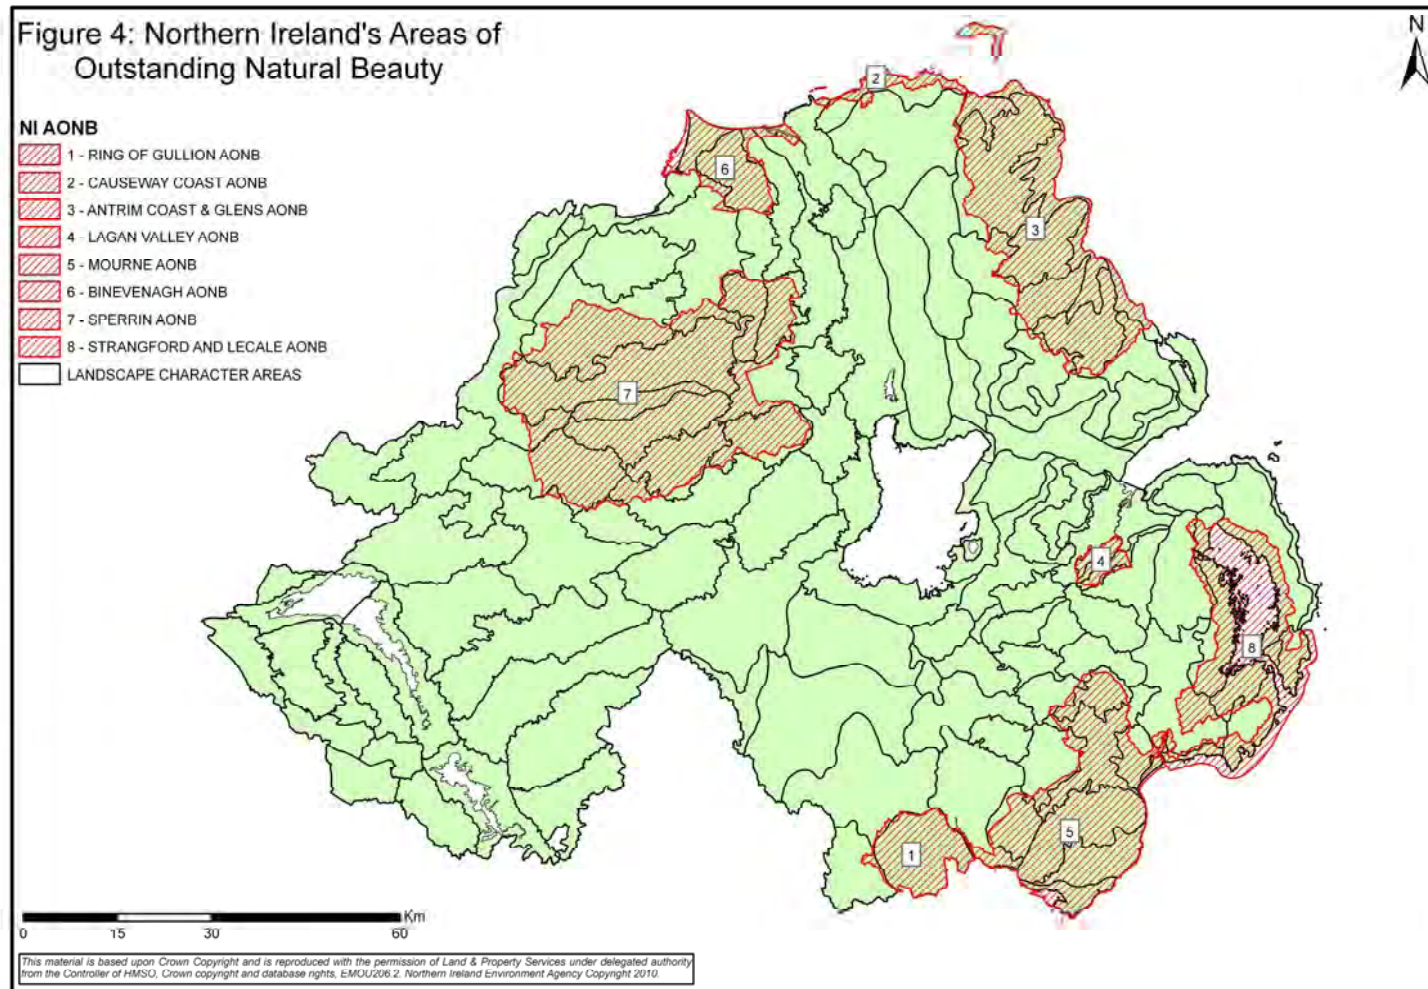 Figure 4: Northern Ireland's Areas of
Outstanding Natural Beauty
N
NI AONB
1 - RING OF GULLION AONB
2 - CAUSEWAY COAST AONB
3 - ANTRIM COAST & GLENS AONB
4 - LAGAN VALLEY AONB
5 - MOURNE AONB
6 - BINEVENAGH AONB
7 - SPERRIN AONB
8 - STRANGFORD AND LECALE AONB
LANDSCAPE CHARACTER AREAS
2
6
3
7
4
8
5
1
Km
0 15 30 60
This material is based upon Crown Copyright and is reproduced with the permission of Land & Property Services under delegated authority
from the Controller of HMSO, Crown copyright and database rights, EMOU206.2. Northern Ireland Environment Agency Copyright 2010.